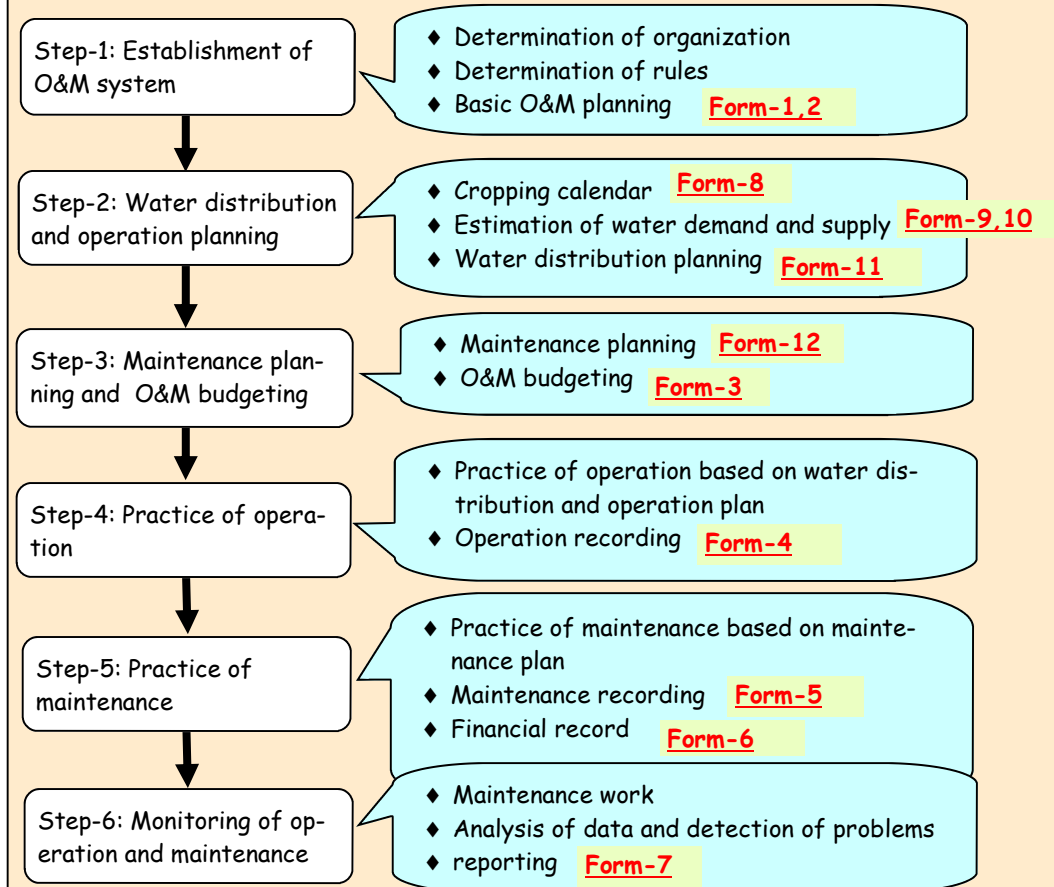 Step-1: Establishment of
O&M system
♦ Determination of organization
♦ Determination of rules
♦ Basic O&M planning Form-1,2
Step-2: Water distribution
and operation planning
♦ Cropping calendar Form-8
♦ Estimation of water demand and supply Form-9,10
♦ Water distribution planning Form-11
Step-3: Maintenance plan-
ning and O&M budgeting
♦ Maintenance planning Form-12
♦ O&M budgeting Form-3
Step-4: Practice of opera-
tion
♦ Practice of operation based on water dis-
tribution and operation plan
♦ Operation recording Form-4
Step-5: Practice of
maintenance
♦ Practice of maintenance based on mainte-
nance plan
♦ Maintenance recording Form-5
♦ Financial record Form-6
Step-6: Monitoring of op-
eration and maintenance
♦ Maintenance work
♦ Analysis of data and detection of problems
♦ reporting Form-7